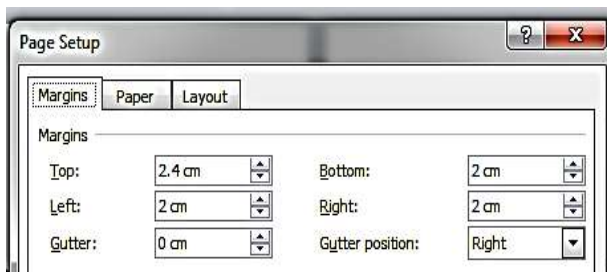 Page Setup
Margins Paper Layout
Margins
Top: 2.4 cm Bottom: 2 cm
Left: 2 cm Right: 2 cm
Gutter: 0 cm Gutter position: Right